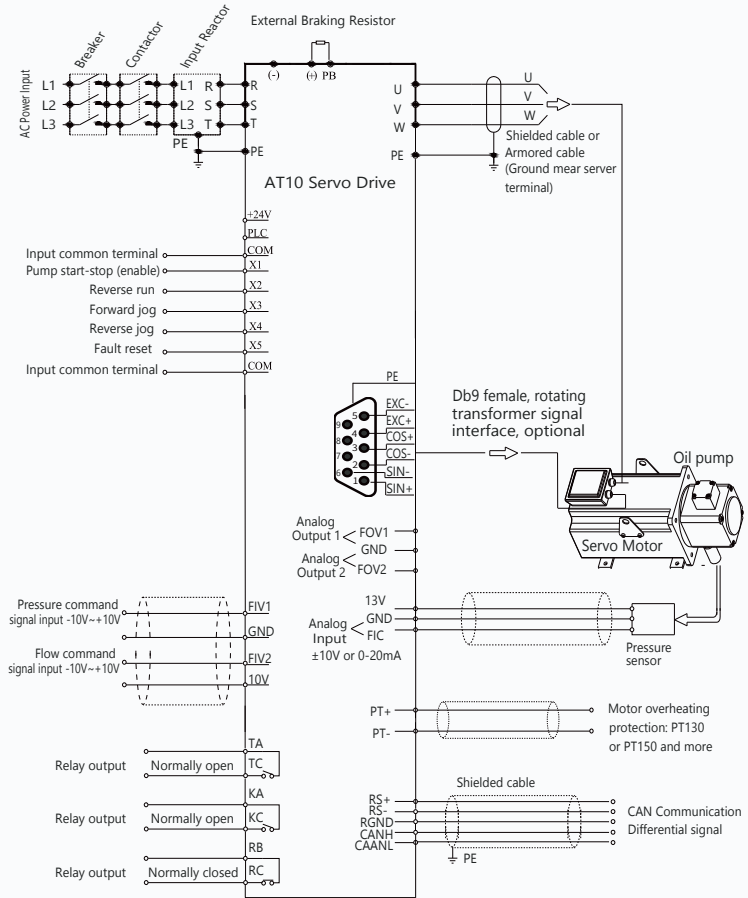 External Braking Resistor
Breaker
Contactor
Input Reactor
AC Power Input
L1
L2
L3
L1 R
L2 S
L3 T
PE
R
S
T
PE
(-)
(+) PB
U
V
W
PE
U
V
W
Shielded cable or
Armored cable
(Ground mear server
terminal)
AT10 Servo Drive
+24V
PLC
Input common terminal COM
Pump start-stop (enable) X1
Reverse run X2
Forward jog X3
Reverse jog X4
Fault reset X5
Input common terminal COM
PE
EXC-
EXC+
COS+
COS-
SIN-
SIN+
5
9
4
8
3
7
2
6
1
Db9 female, rotating
transformer signal
interface, optional
Oil pump
Servo Motor
Analog
Output 1
FOV1
GND
Analog
Output 2
FOV2
13V
GND
FIC
Analog
Input
±10V or 0-20mA
Pressure
sensor
Pressure command
signal input -10V~+10V
FIV1
GND
Flow command
signal input -10V~+10V
FIV2
10V
PT+
PT-
Motor overheating
protection: PT130
or PT150 and more
TA
Relay output Normally open TC
KA
Relay output Normally open KC
RB
Relay output Normally closed RC
Shielded cable
RS+
RS-
RGND
CANH
CAANL
PE
CAN Communication
Differential signal